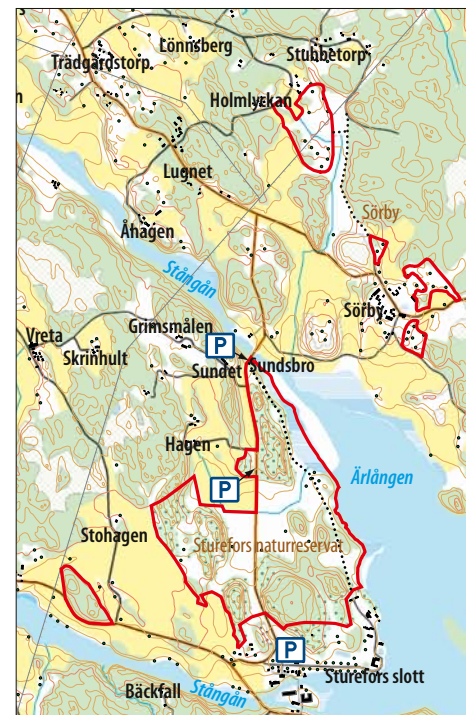 s
Lönnsberg
Stubbetorp
Trädgårdstorp
n
Holmlyckan
Lugnet
Sörby
Åhagen
Stångån
Sörby
Grimsmålen
Vreta
P
Skrinhult
Sundet
Sundsbro
Hagen
Ärlången
P
Stohagen
Sturefors naturreservat
P
Sturefors slott
Bäckfall
Stångån